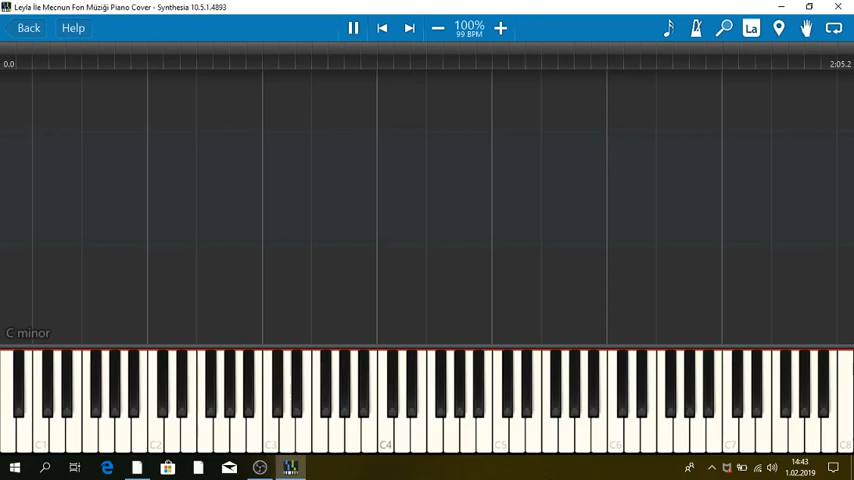 Leyla İle Mecnun Fon Müziği Piano Cover - Synthesia 10.5.1.4893
Back
Help
100%
99 BPM
La
0.0
2:05.2
C minor
C1
C2
C3
C4
C5
C6
C7
C8
14:43
1.02.2019